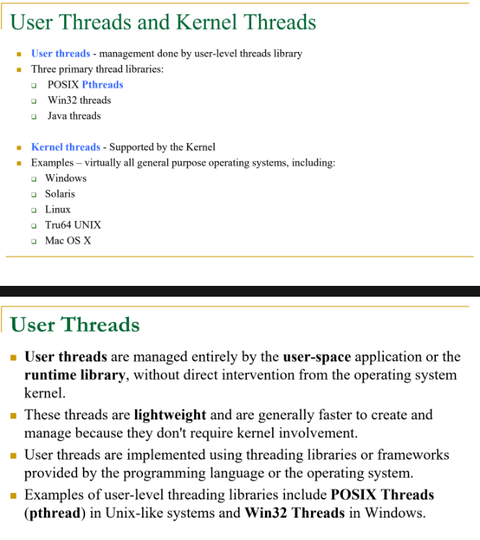 User Threads and Kernel Threads
User threads - management done by user-level threads library
Three primary thread libraries:
POSIX Pthreads
Win32 threads
Java threads
Kernel threads - Supported by the Kernel
Examples – virtually all general purpose operating systems, including:
Windows
Solaris
Linux
Tru64 UNIX
Mac OS X
User Threads
User threads are managed entirely by the user-space application or the
runtime library, without direct intervention from the operating system
kernel.
These threads are lightweight and are generally faster to create and
manage because they don't require kernel involvement.
User threads are implemented using threading libraries or frameworks
provided by the programming language or the operating system.
Examples of user-level threading libraries include POSIX Threads
(pthread) in Unix-like systems and Win32 Threads in Windows.